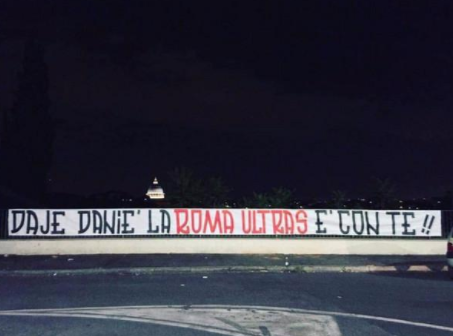 DAJE DANIE' LA ROMA ULTRAS E' CON TE !!